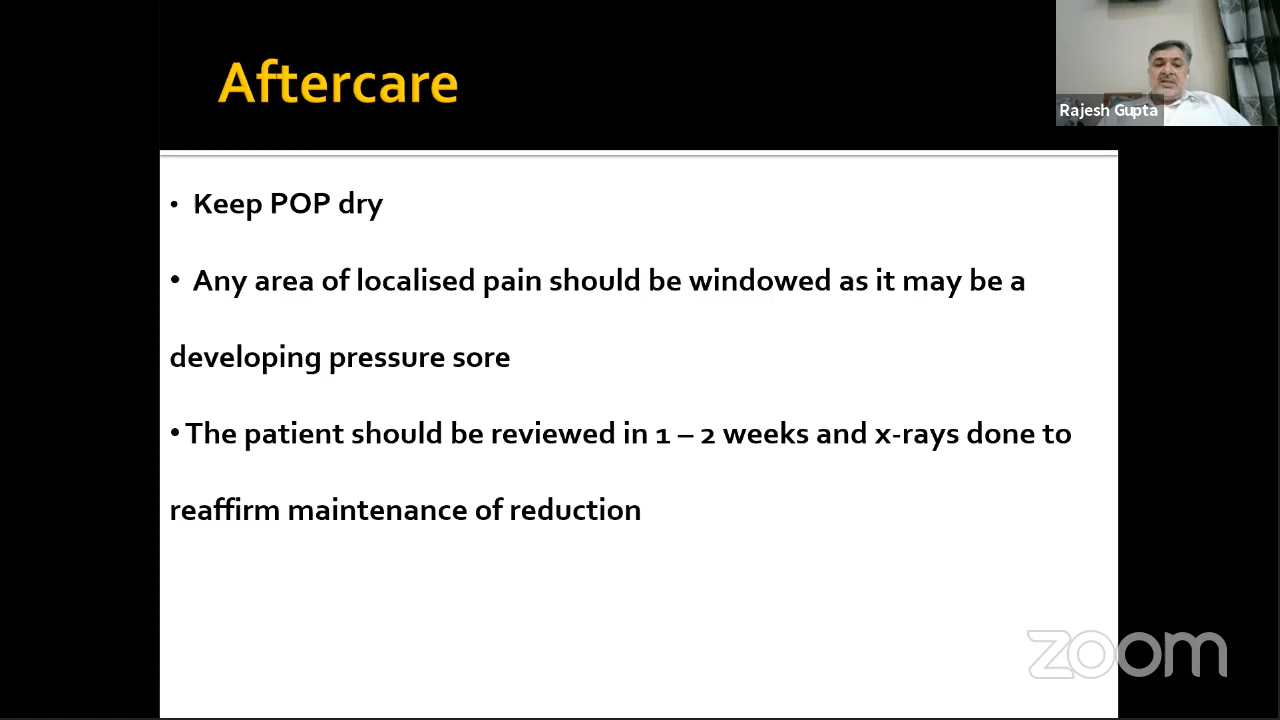 Aftercare
Rajesh Gupta
• Keep POP dry
• Any area of localised pain should be windowed as it may be a
developing pressure sore
• The patient should be reviewed in 1 – 2 weeks and x-rays done to
reaffirm maintenance of reduction
zoom